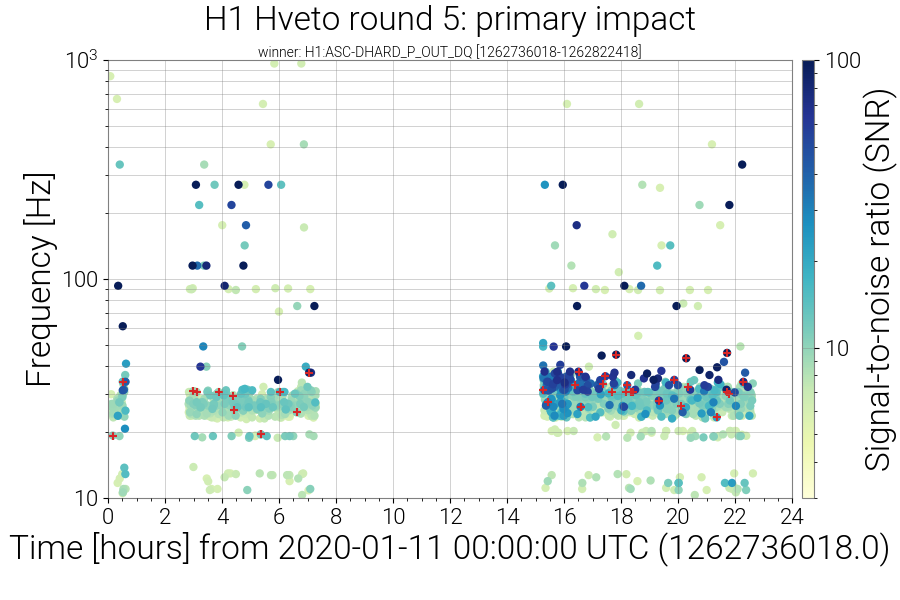 H1 Hveto round 5: primary impact
winner: H1:ASC-DHARD_P_OUT_DQ [1262736018-1262822418]
10³
100
10
Frequency [Hz]
0 2 4 6 8 10 12 14 16 18 20 22 24
Time [hours] from 2020-01-11 00:00:00 UTC (1262736018.0)
100
10
Signal-to-noise ratio (SNR)